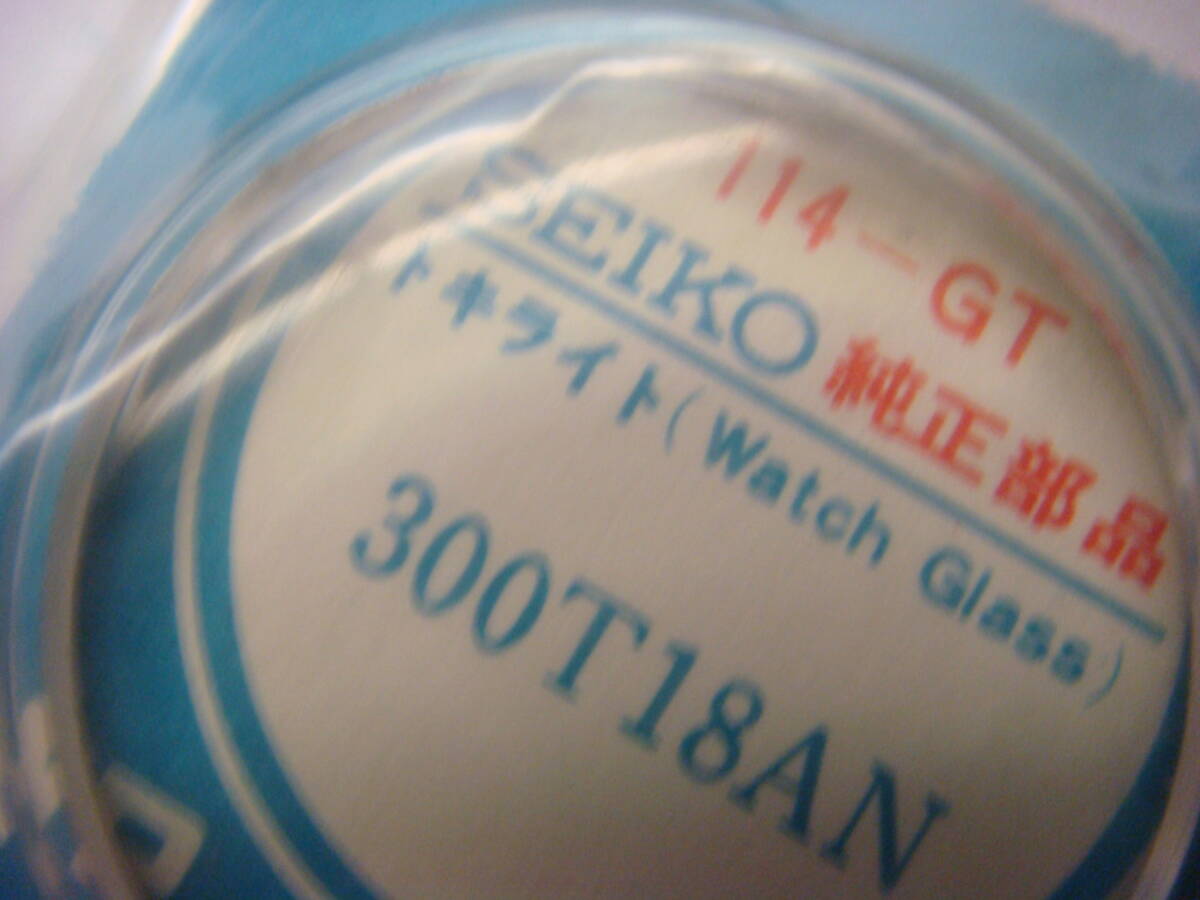 114-GT
SEIKO 純正部品
トキライト(Watch Glass)
300T18AN